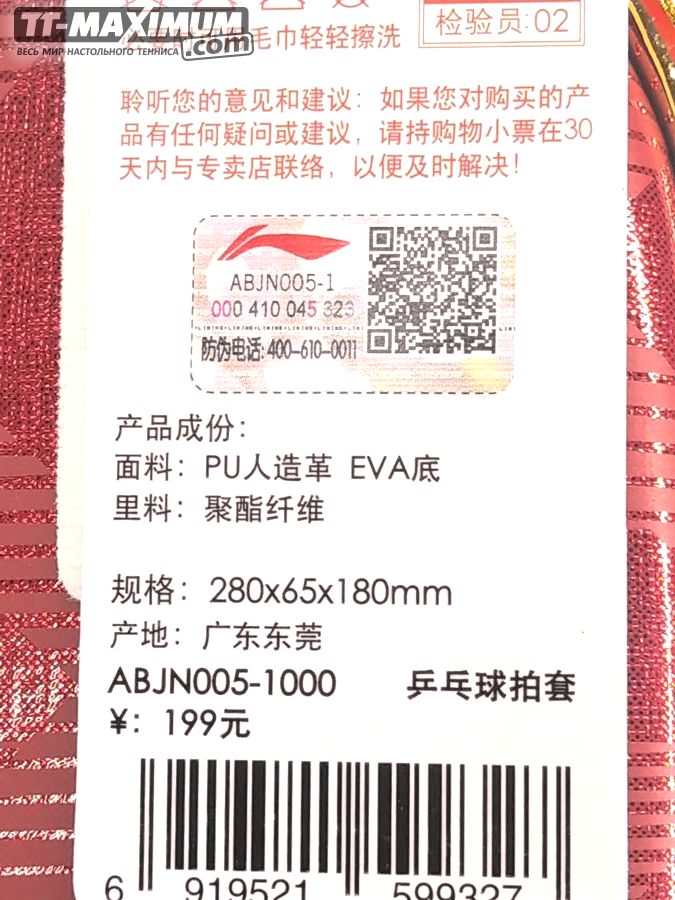 TT-MAXIMUM
.com
ВЕСЬ МИР НАСТОЛЬНОГО ТЕННИСА
检验员:02
毛巾轻轻擦洗
聆听您的意见和建议：如果您对购买的产
品有任何疑问或建议，请持购物小票在30
天内与专卖店联络，以便及时解决！
ABJN005-1
000 410 045 323
防伪电话:400-610-0011
产品成份：
面料：PU人造革 EVA底
里料：聚酯纤维
规格：280x65x180mm
产地：广东东莞
ABJN005-1000 乒乓球拍套
¥：199元
6 919521 599327